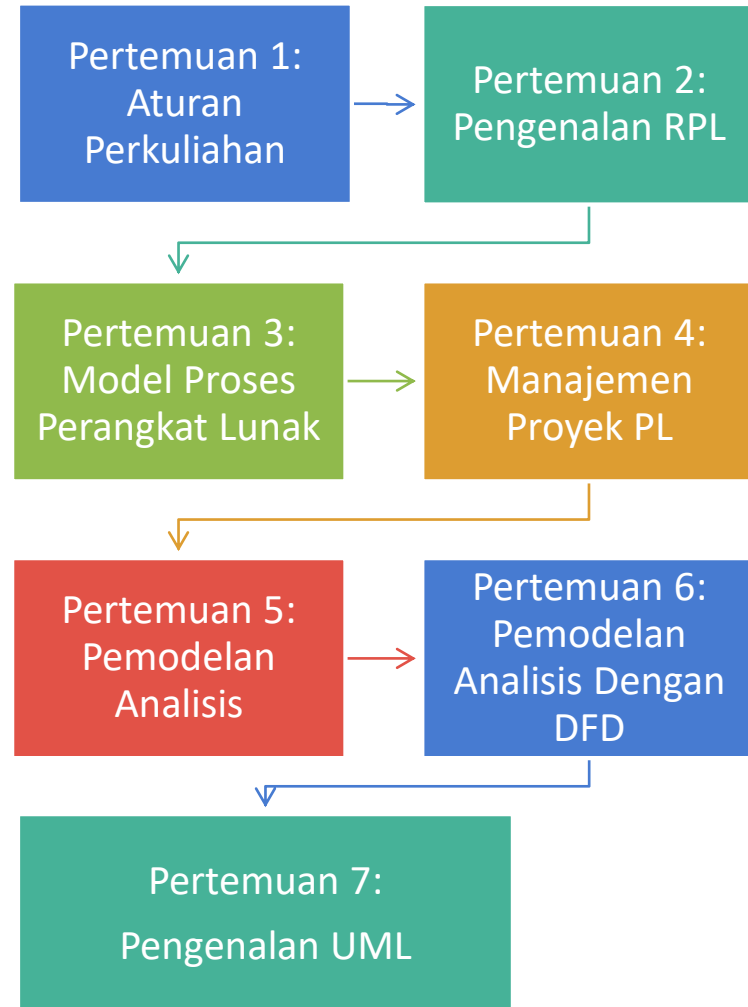 Pertemuan 1:
Aturan
Perkuliahan
Pertemuan 2:
Pengenalan RPL
Pertemuan 3:
Model Proses
Perangkat Lunak
Pertemuan 4:
Manajemen
Proyek PL
Pertemuan 5:
Pemodelan
Analisis
Pertemuan 6:
Pemodelan
Analisis Dengan
DFD
Pertemuan 7:
Pengenalan UML